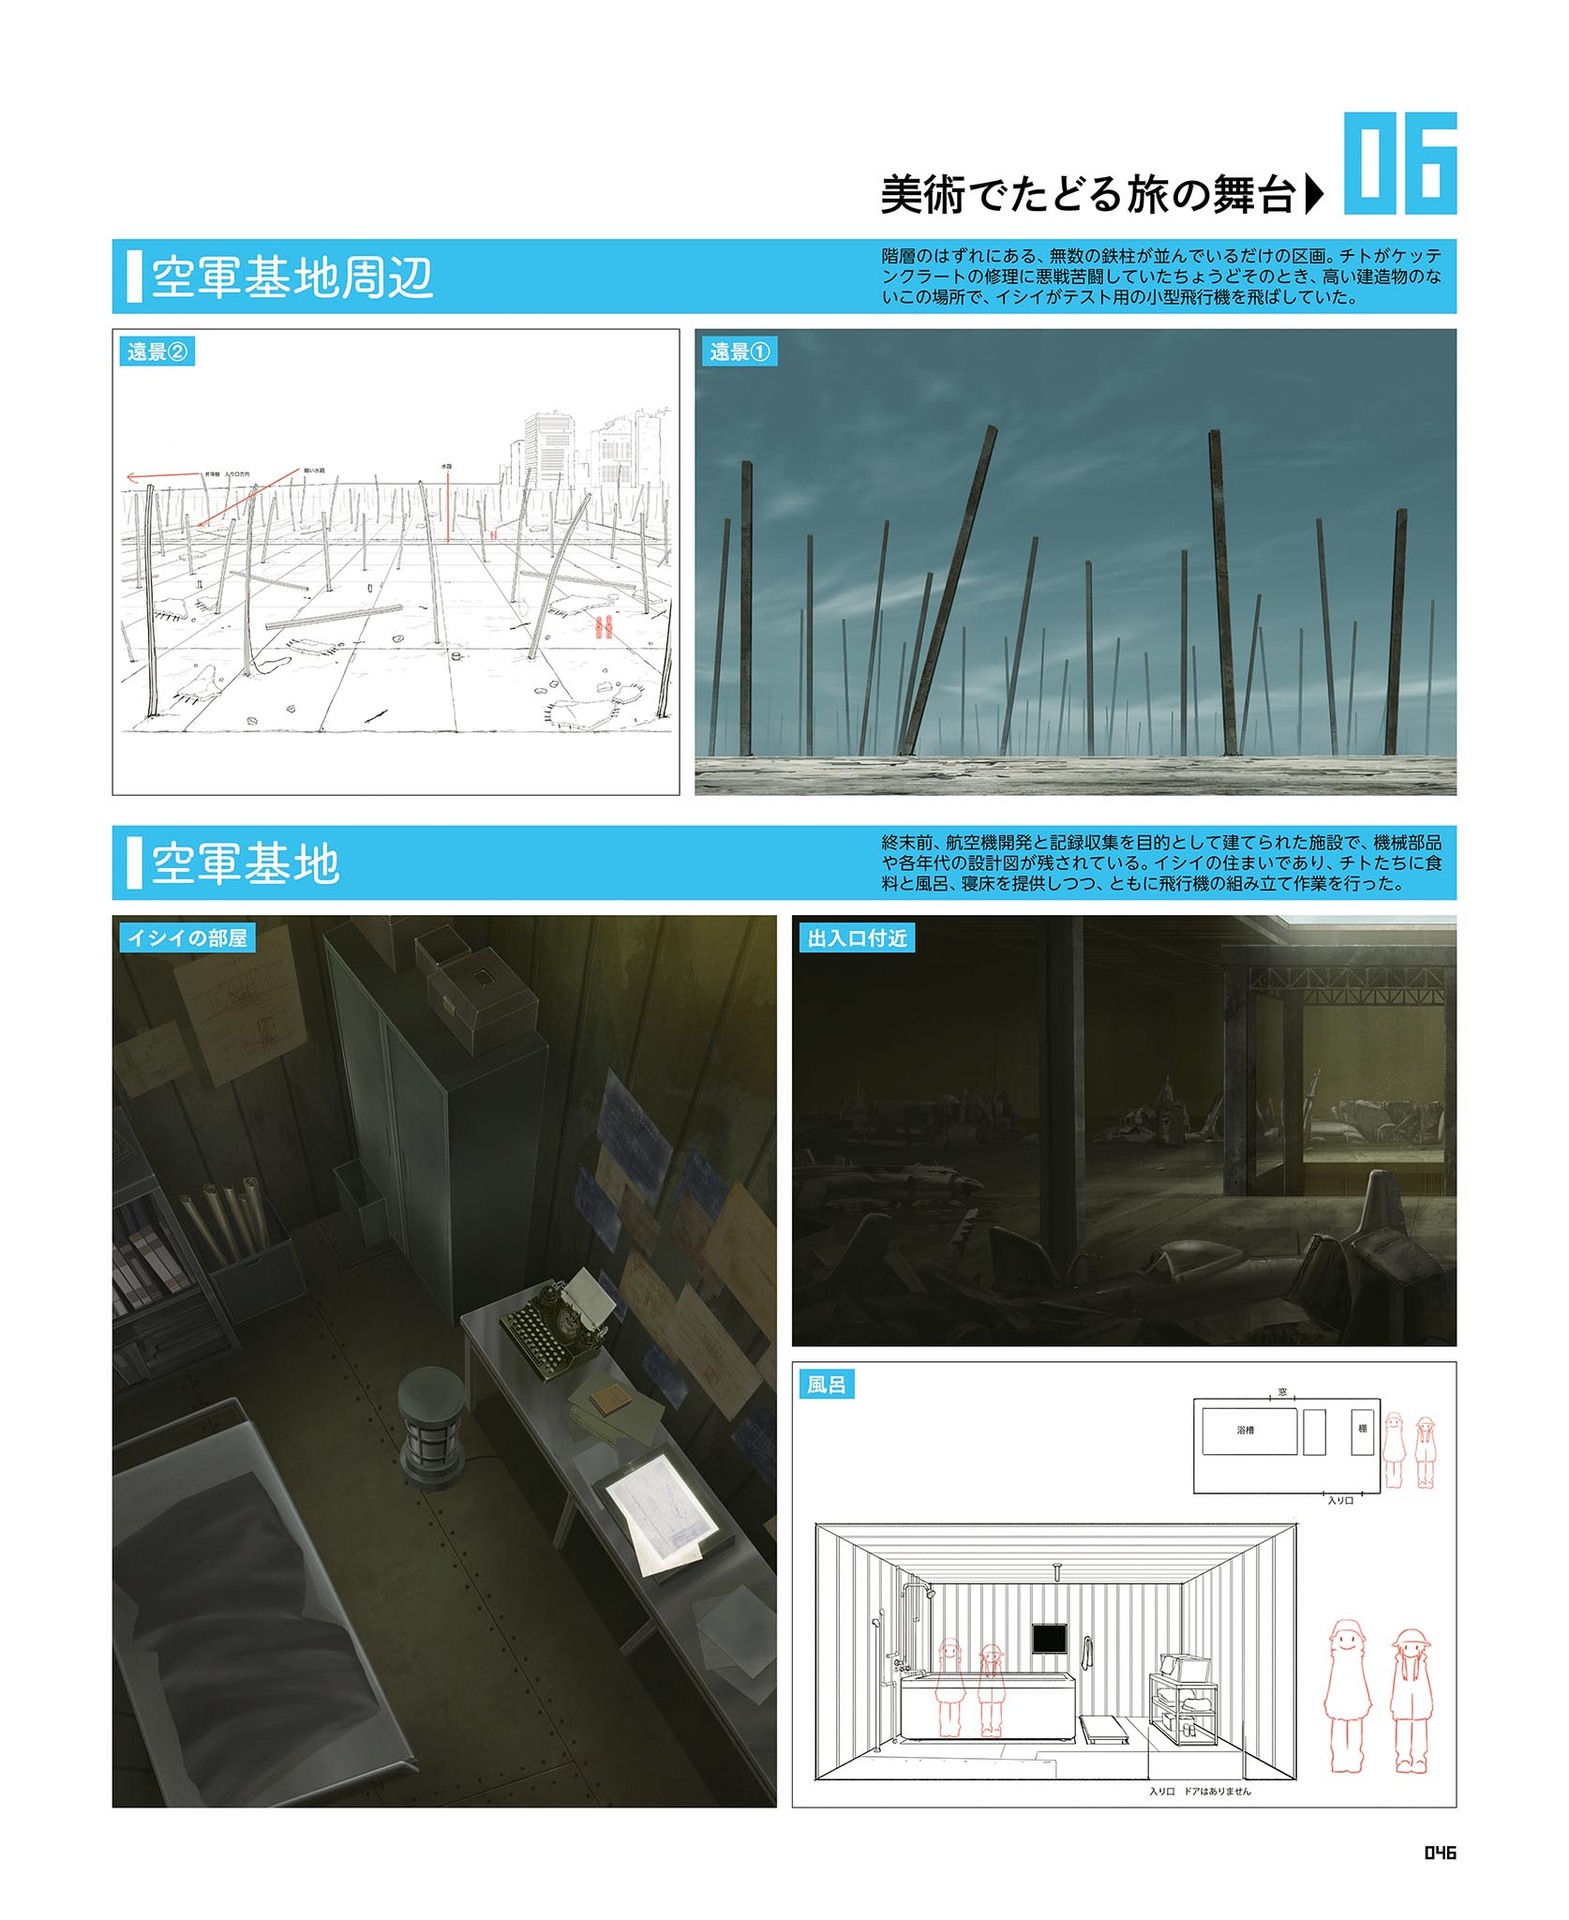 美術でたどる旅の舞台▶06
空軍基地周辺
階層のはずれにある、無数の鉄柱が並んでいるだけの区画。チトがケッテ
ンクラートの修理に悪戦苦闘していたちょうどそのとき、高い建造物のな
いこの場所で、イシイがテスト用の小型飛行機を飛ばしていた。
遠景②
昇降機 入り口方向
細い水路
水路
遠景①
空軍基地
終末前、航空機開発と記録収集を目的として建てられた施設で、機械部品
や各年代の設計図が残されている。イシイの住まいであり、チトたちに食
料と風呂、寝床を提供しつつ、ともに飛行機の組み立て作業を行った。
イシイの部屋
出入口付近
風呂
窓
浴槽
棚
入り口
入り口 ドアはありません
046